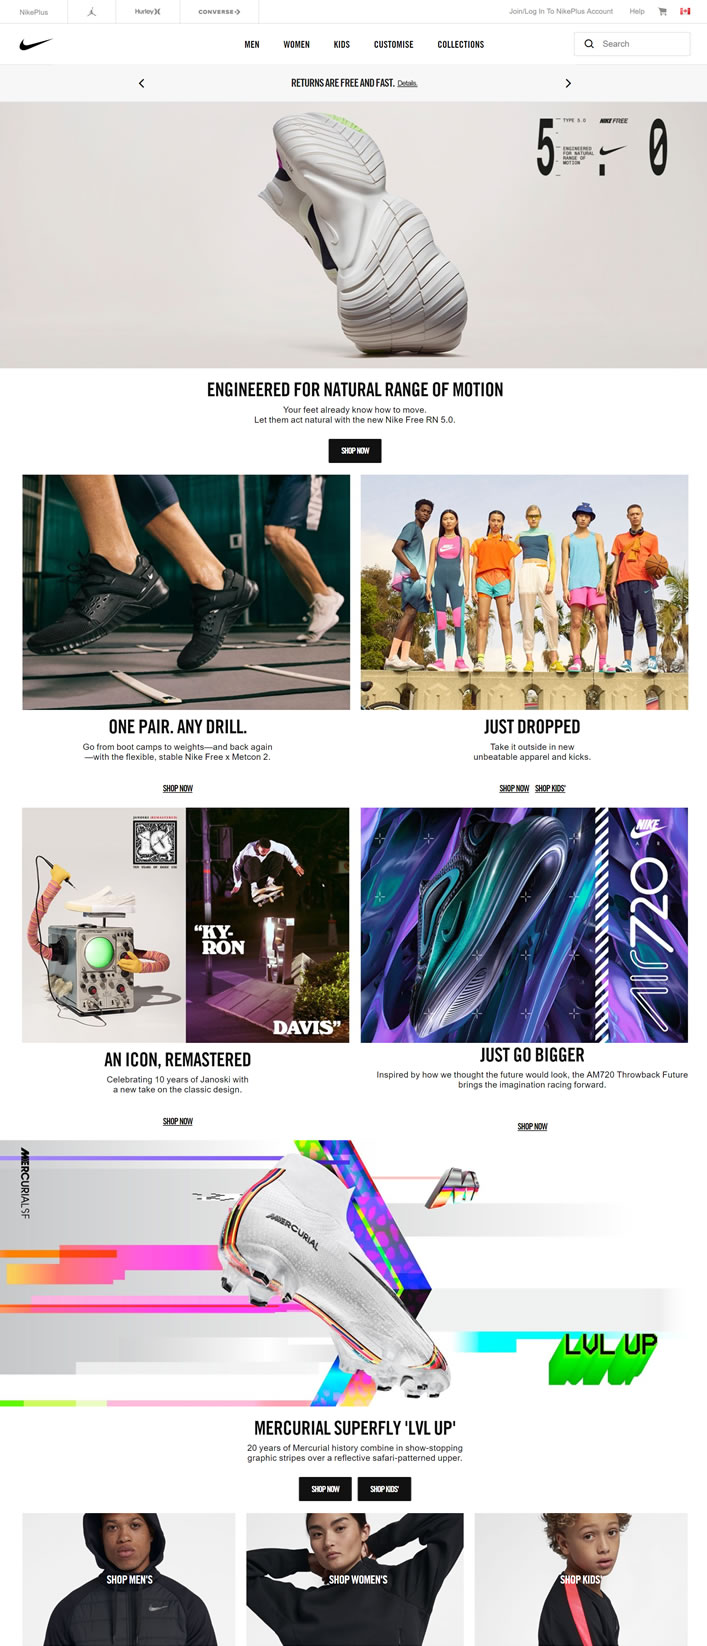 NikePlus
Hurley
CONVERSE
Join/Log In To NikePlus Account
Help
MEN
WOMEN
KIDS
CUSTOMISE
COLLECTIONS
Search
RETURNS ARE FREE AND FAST. Details.
5.0
TYPE 5.0
NIKE FREE
ENGINEERED
FOR NATURAL
RANGE OF
MOTION
ENGINEERED FOR NATURAL RANGE OF MOTION
Your feet already know how to move.
Let them act natural with the new Nike Free RN 5.0.
SHOP NOW
ONE PAIR. ANY DRILL.
Go from boot camps to weights—and back again
—with the flexible, stable Nike Free x Metcon 2.
SHOP NOW
JUST DROPPED
Take it outside in new
unbeatable apparel and kicks.
SHOP NOW SHOP KIDS'
JANOSKI REMASTERED
10
“KY-
RON
DAVIS”
AN ICON, REMASTERED
Celebrating 10 years of Janoski with
a new take on the classic design.
SHOP NOW
NIKE
AIR
AIR 720
JUST GO BIGGER
Inspired by how we thought the future would look, the AM720 Throwback Future
brings the imagination racing forward.
SHOP NOW
MERCURIAL SF
MERCURIAL
LVL UP
MERCURIAL SUPERFLY 'LVL UP'
20 years of Mercurial history combine in show-stopping
graphic stripes over a reflective safari-patterned upper.
SHOP NOW
SHOP KIDS'
SHOP MEN'S
SHOP WOMEN'S
SHOP KIDS'